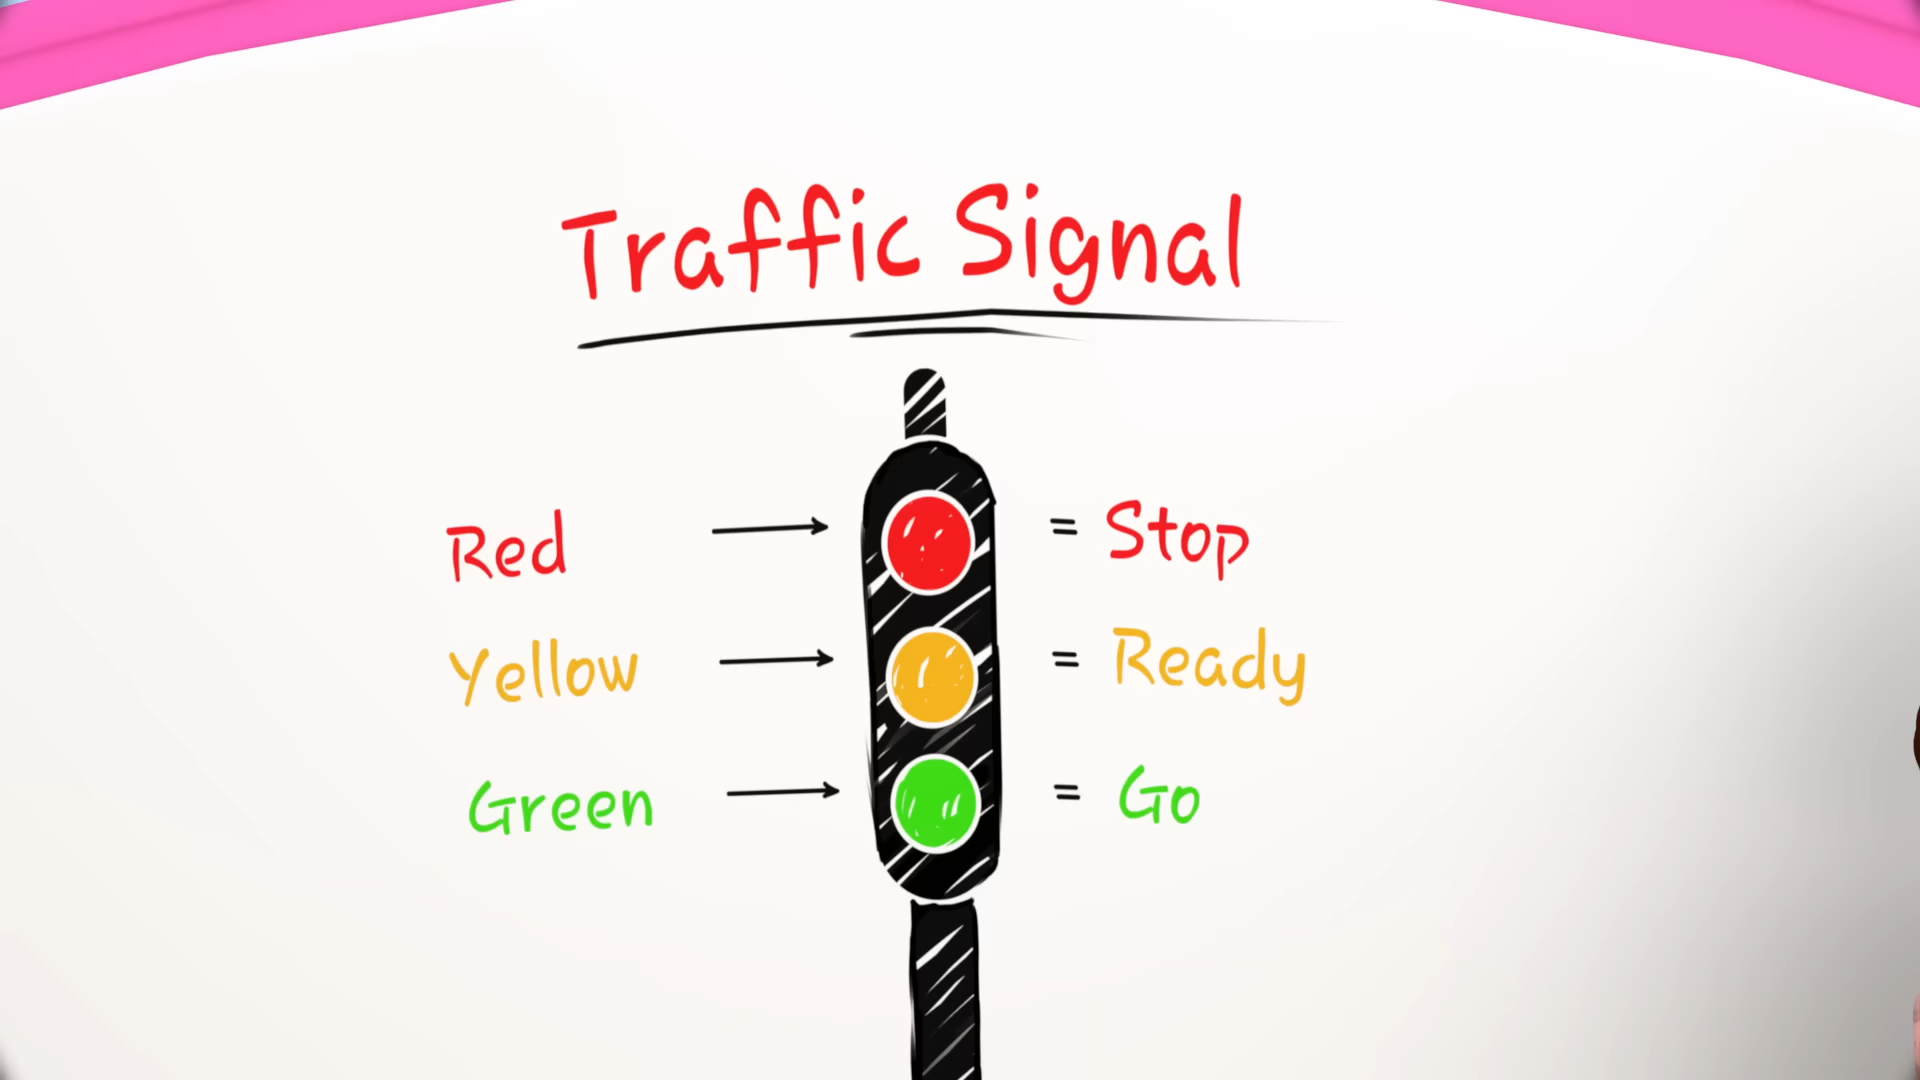 Traffic Signal
Red = Stop
Yellow = Ready
Green = Go